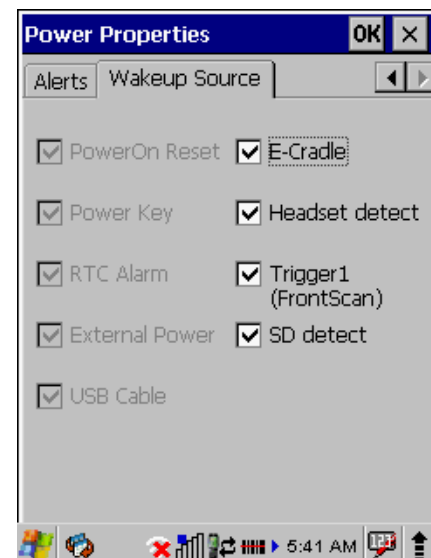 Power Properties OK ×
Alerts Wakeup Source
PowerOn Reset E-Cradle
Power Key Headset detect
RTC Alarm Trigger1
(FrontScan)
External Power SD detect
USB Cable
5:41 AM 123